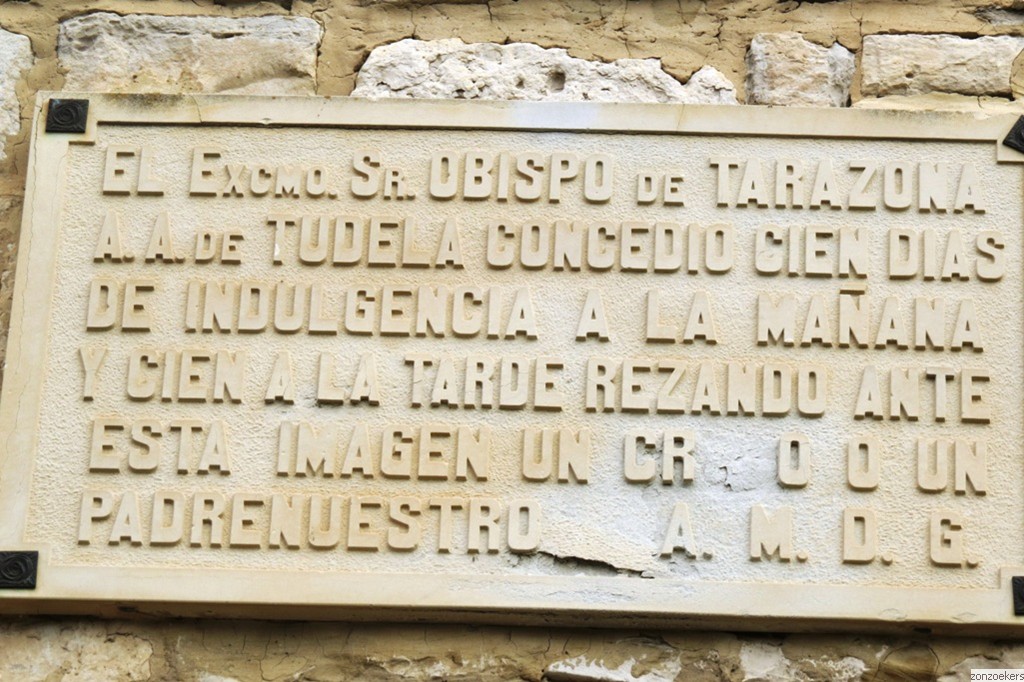 EL EXCMO. SR. OBISPO DE TARAZONA
A. A. DE TUDELA CONCEDIO CIEN DIAS
DE INDULGENCIA A LA MAÑANA
Y CIEN A LA TARDE REZANDO ANTE
ESTA IMAGEN UN CR O O UN
PADRENUESTRO A. M. D. G.
zonzoekers